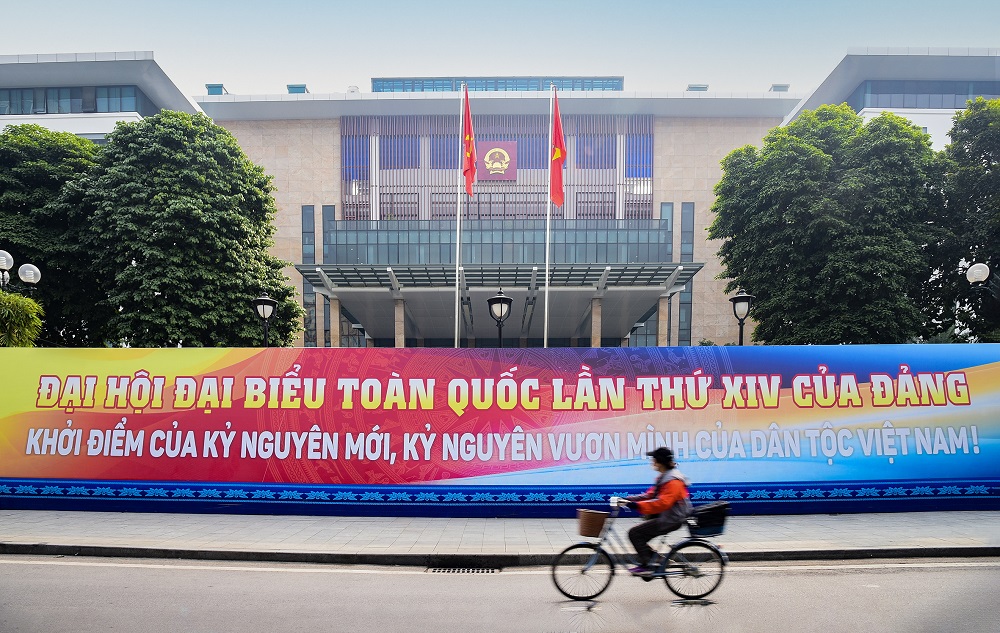 ĐẠI HỘI ĐẠI BIỂU TOÀN QUỐC LẦN THỨ XIV CỦA ĐẢNG
KHỞI ĐIỂM CỦA KỶ NGUYÊN MỚI, KỶ NGUYÊN VƯƠN MÌNH CỦA DÂN TỘC VIỆT NAM!